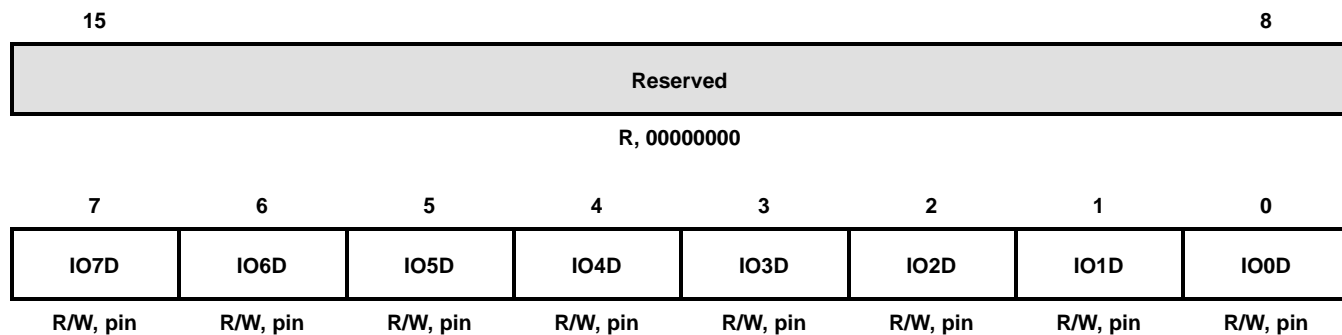 15 8
Reserved
R, 00000000
7 6 5 4 3 2 1 0
IO7D IO6D IO5D IO4D IO3D IO2D IO1D IO0D
R/W, pin R/W, pin R/W, pin R/W, pin R/W, pin R/W, pin R/W, pin R/W, pin